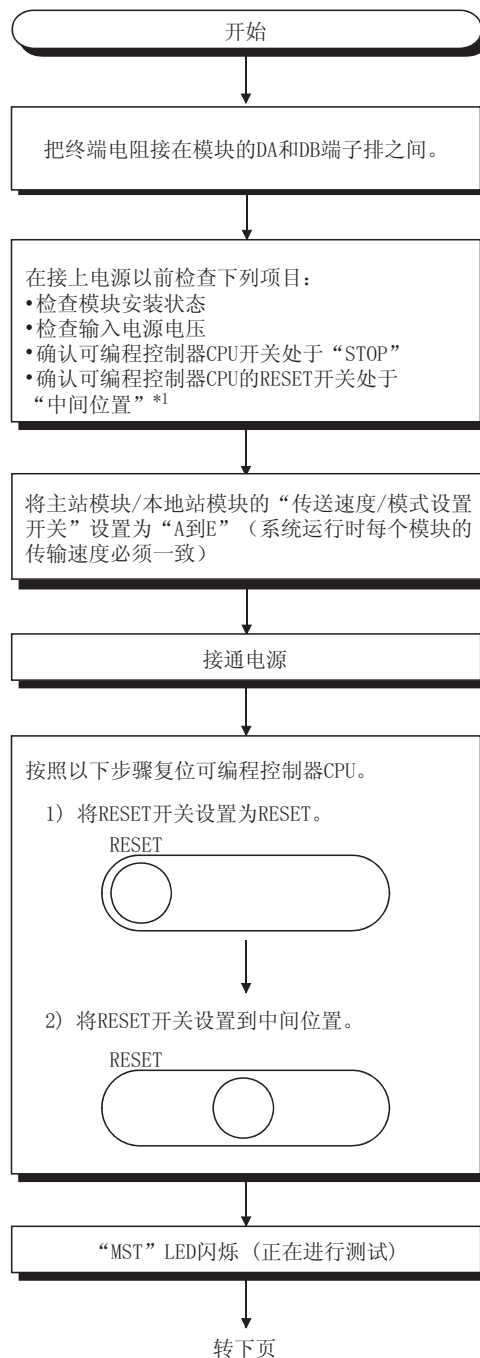 开始
把终端电阻接在模块的DA和DB端子排之间。
在接上电源以前检查下列项目：
•检查模块安装状态
•检查输入电源电压
•确认可编程控制器CPU开关处于“STOP”
•确认可编程控制器CPU的RESET开关处于
“中间位置”*1
将主站模块/本地站模块的“传送速度/模式设置
开关”设置为“A到E”（系统运行时每个模块的
传输速度必须一致）
接通电源
按照以下步骤复位可编程控制器CPU。
1) 将RESET开关设置为RESET。
RESET
2) 将RESET开关设置到中间位置。
RESET
“MST”LED闪烁 (正在进行测试)
转下页